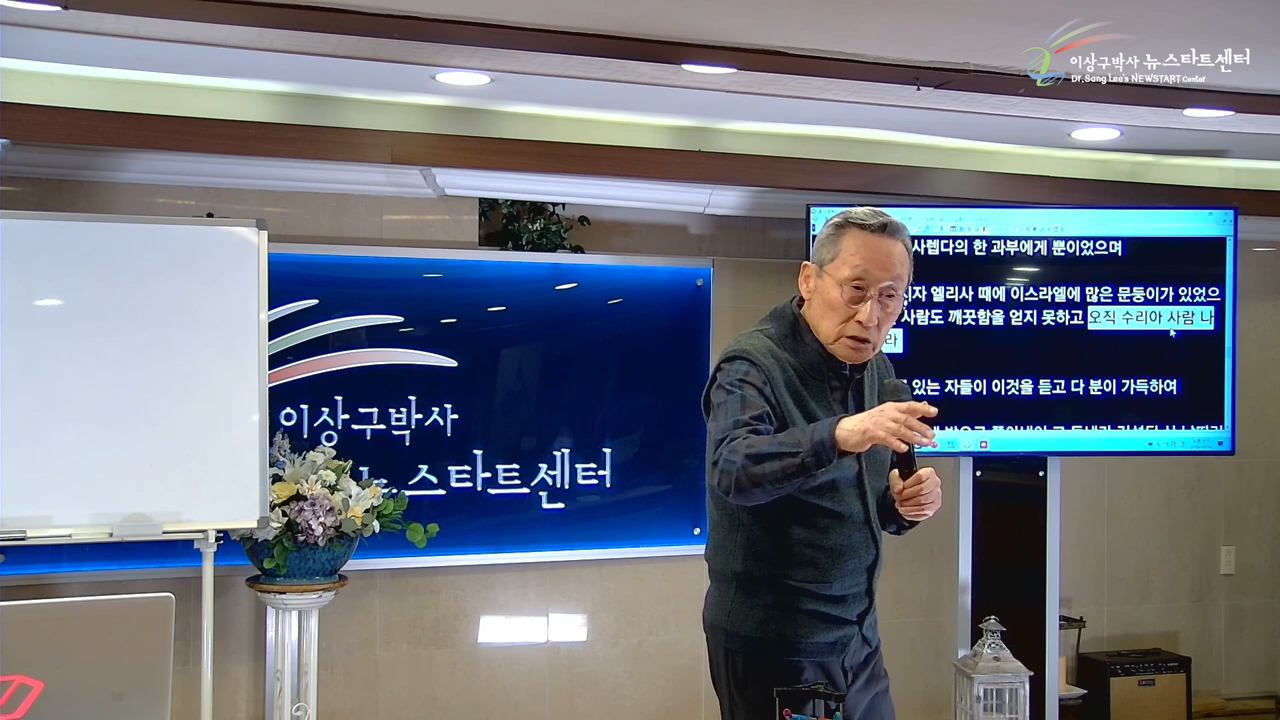 이상구박사 뉴스타트센터
Dr. Sang Lee's NEWSTART Center
사렙다의 한 과부에게 뿐이었으며
엘리사 때에 이스라엘에 많은 문둥이가 있었으
사람도 깨끗함을 얻지 못하고 오직 수리아 사람 나
라
있는 자들이 이것을 듣고 다 분이 가득하여
이상구박사
뉴스타트센터